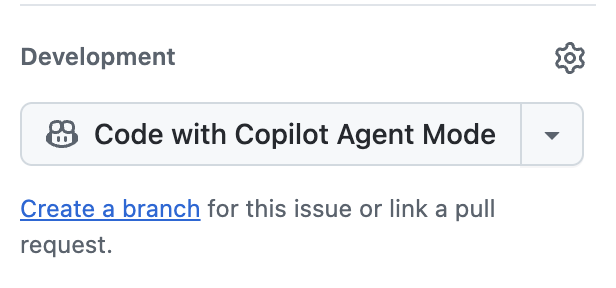 Development
Code with Copilot Agent Mode
Create a branch for this issue or link a pull
request.